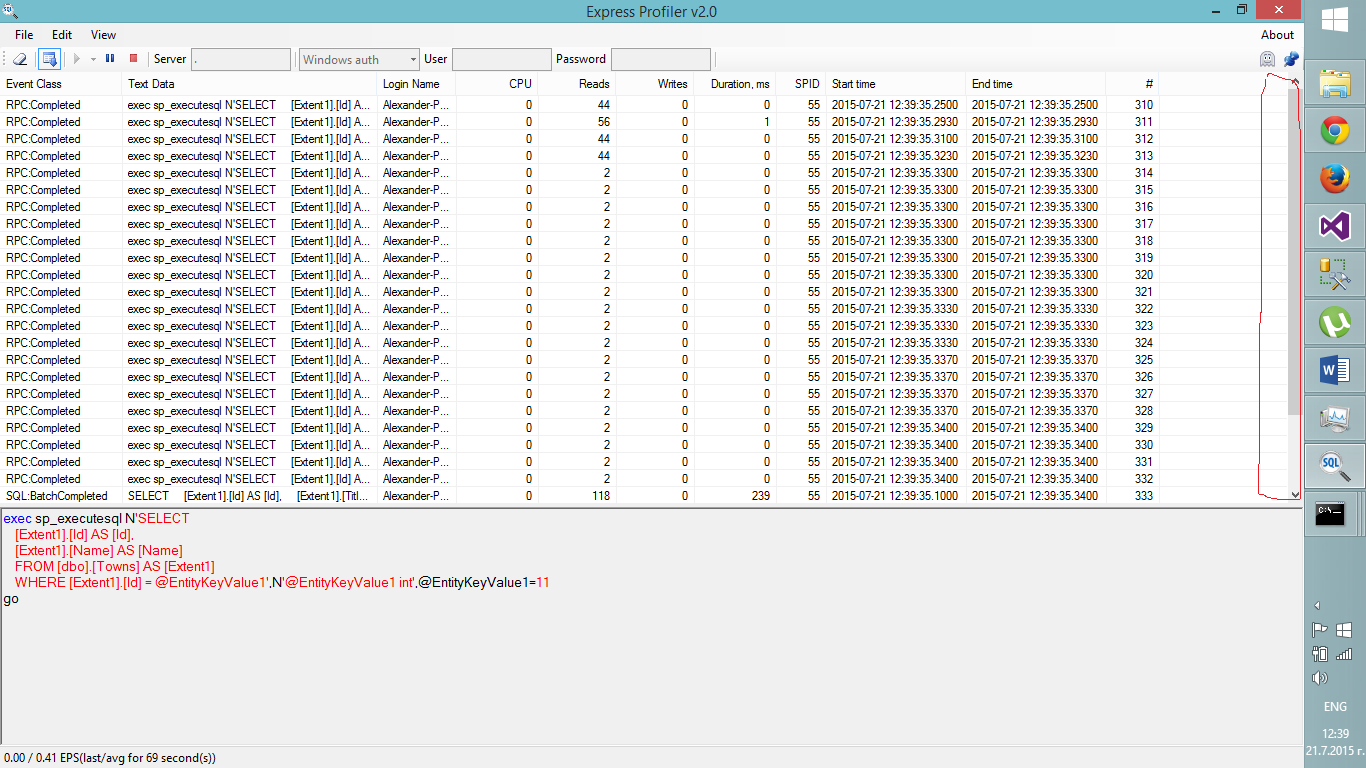 Express Profiler v2.0
File Edit View About
Server . Windows auth User Password
Event Class Text Data Login Name CPU Reads Writes Duration, ms SPID Start time End time #
RPC:Completed exec sp_executesql N'SELECT [Extent1].[Id] A... Alexander-P... 0 44 0 0 55 2015-07-21 12:39:35.2500 2015-07-21 12:39:35.2500 310
RPC:Completed exec sp_executesql N'SELECT [Extent1].[Id] A... Alexander-P... 0 56 0 1 55 2015-07-21 12:39:35.2930 2015-07-21 12:39:35.2930 311
RPC:Completed exec sp_executesql N'SELECT [Extent1].[Id] A... Alexander-P... 0 44 0 0 55 2015-07-21 12:39:35.3100 2015-07-21 12:39:35.3100 312
RPC:Completed exec sp_executesql N'SELECT [Extent1].[Id] A... Alexander-P... 0 44 0 0 55 2015-07-21 12:39:35.3230 2015-07-21 12:39:35.3230 313
RPC:Completed exec sp_executesql N'SELECT [Extent1].[Id] A... Alexander-P... 0 2 0 0 55 2015-07-21 12:39:35.3300 2015-07-21 12:39:35.3300 314
RPC:Completed exec sp_executesql N'SELECT [Extent1].[Id] A... Alexander-P... 0 2 0 0 55 2015-07-21 12:39:35.3300 2015-07-21 12:39:35.3300 315
RPC:Completed exec sp_executesql N'SELECT [Extent1].[Id] A... Alexander-P... 0 2 0 0 55 2015-07-21 12:39:35.3300 2015-07-21 12:39:35.3300 316
RPC:Completed exec sp_executesql N'SELECT [Extent1].[Id] A... Alexander-P... 0 2 0 0 55 2015-07-21 12:39:35.3300 2015-07-21 12:39:35.3300 317
RPC:Completed exec sp_executesql N'SELECT [Extent1].[Id] A... Alexander-P... 0 2 0 0 55 2015-07-21 12:39:35.3300 2015-07-21 12:39:35.3300 318
RPC:Completed exec sp_executesql N'SELECT [Extent1].[Id] A... Alexander-P... 0 2 0 0 55 2015-07-21 12:39:35.3300 2015-07-21 12:39:35.3300 319
RPC:Completed exec sp_executesql N'SELECT [Extent1].[Id] A... Alexander-P... 0 2 0 0 55 2015-07-21 12:39:35.3300 2015-07-21 12:39:35.3300 320
RPC:Completed exec sp_executesql N'SELECT [Extent1].[Id] A... Alexander-P... 0 2 0 0 55 2015-07-21 12:39:35.3300 2015-07-21 12:39:35.3300 321
RPC:Completed exec sp_executesql N'SELECT [Extent1].[Id] A... Alexander-P... 0 2 0 0 55 2015-07-21 12:39:35.3330 2015-07-21 12:39:35.3330 322
RPC:Completed exec sp_executesql N'SELECT [Extent1].[Id] A... Alexander-P... 0 2 0 0 55 2015-07-21 12:39:35.3330 2015-07-21 12:39:35.3330 323
RPC:Completed exec sp_executesql N'SELECT [Extent1].[Id] A... Alexander-P... 0 2 0 0 55 2015-07-21 12:39:35.3330 2015-07-21 12:39:35.3330 324
RPC:Completed exec sp_executesql N'SELECT [Extent1].[Id] A... Alexander-P... 0 2 0 0 55 2015-07-21 12:39:35.3370 2015-07-21 12:39:35.3370 325
RPC:Completed exec sp_executesql N'SELECT [Extent1].[Id] A... Alexander-P... 0 2 0 0 55 2015-07-21 12:39:35.3370 2015-07-21 12:39:35.3370 326
RPC:Completed exec sp_executesql N'SELECT [Extent1].[Id] A... Alexander-P... 0 2 0 0 55 2015-07-21 12:39:35.3370 2015-07-21 12:39:35.3370 327
RPC:Completed exec sp_executesql N'SELECT [Extent1].[Id] A... Alexander-P... 0 2 0 0 55 2015-07-21 12:39:35.3370 2015-07-21 12:39:35.3370 328
RPC:Completed exec sp_executesql N'SELECT [Extent1].[Id] A... Alexander-P... 0 2 0 0 55 2015-07-21 12:39:35.3400 2015-07-21 12:39:35.3400 329
RPC:Completed exec sp_executesql N'SELECT [Extent1].[Id] A... Alexander-P... 0 2 0 0 55 2015-07-21 12:39:35.3400 2015-07-21 12:39:35.3400 330
RPC:Completed exec sp_executesql N'SELECT [Extent1].[Id] A... Alexander-P... 0 2 0 0 55 2015-07-21 12:39:35.3400 2015-07-21 12:39:35.3400 331
RPC:Completed exec sp_executesql N'SELECT [Extent1].[Id] A... Alexander-P... 0 2 0 0 55 2015-07-21 12:39:35.3400 2015-07-21 12:39:35.3400 332
SQL:BatchCompleted SELECT [Extent1].[Id] AS [Id], [Extent1].[Titl... Alexander-P... 0 118 0 239 55 2015-07-21 12:39:35.1000 2015-07-21 12:39:35.3400 333
exec sp_executesql N'SELECT
[Extent1].[Id] AS [Id],
[Extent1].[Name] AS [Name]
FROM [dbo].[Towns] AS [Extent1]
WHERE [Extent1].[Id] = @EntityKeyValue1',N'@EntityKeyValue1 int',@EntityKeyValue1=11
go
0.00 / 0.41 EPS(last/avg for 69 second(s))
SQL
C:\_
ENG
12:39
21.7.2015 г.